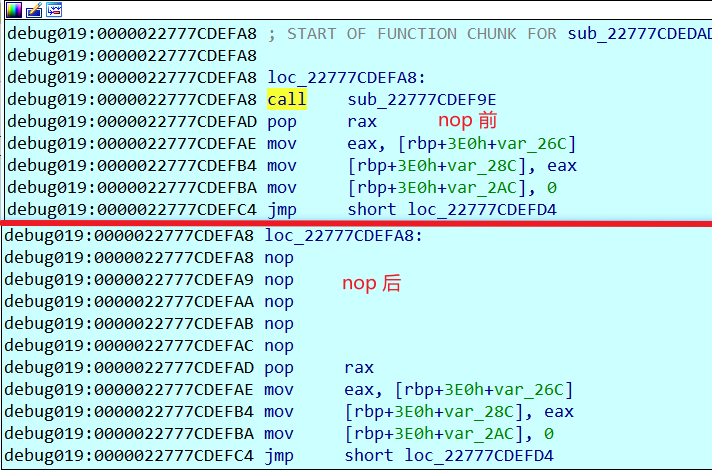 debug019:0000022777CDEFA8 ; START OF FUNCTION CHUNK FOR sub_22777CDEDAD
debug019:0000022777CDEFA8
debug019:0000022777CDEFA8 loc_22777CDEFA8:
debug019:0000022777CDEFA8 call sub_22777CDEF9E
debug019:0000022777CDEFAD pop rax nop 前
debug019:0000022777CDEFAE mov eax, [rbp+3E0h+var_26C]
debug019:0000022777CDEFB4 mov [rbp+3E0h+var_28C], eax
debug019:0000022777CDEFBA mov [rbp+3E0h+var_2AC], 0
debug019:0000022777CDEFC4 jmp short loc_22777CDEFD4
debug019:0000022777CDEFA8 loc_22777CDEFA8:
debug019:0000022777CDEFA8 nop
debug019:0000022777CDEFA9 nop nop 后
debug019:0000022777CDEFAA nop
debug019:0000022777CDEFAB nop
debug019:0000022777CDEFAC nop
debug019:0000022777CDEFAD pop rax
debug019:0000022777CDEFAE mov eax, [rbp+3E0h+var_26C]
debug019:0000022777CDEFB4 mov [rbp+3E0h+var_28C], eax
debug019:0000022777CDEFBA mov [rbp+3E0h+var_2AC], 0
debug019:0000022777CDEFC4 jmp short loc_22777CDEFD4